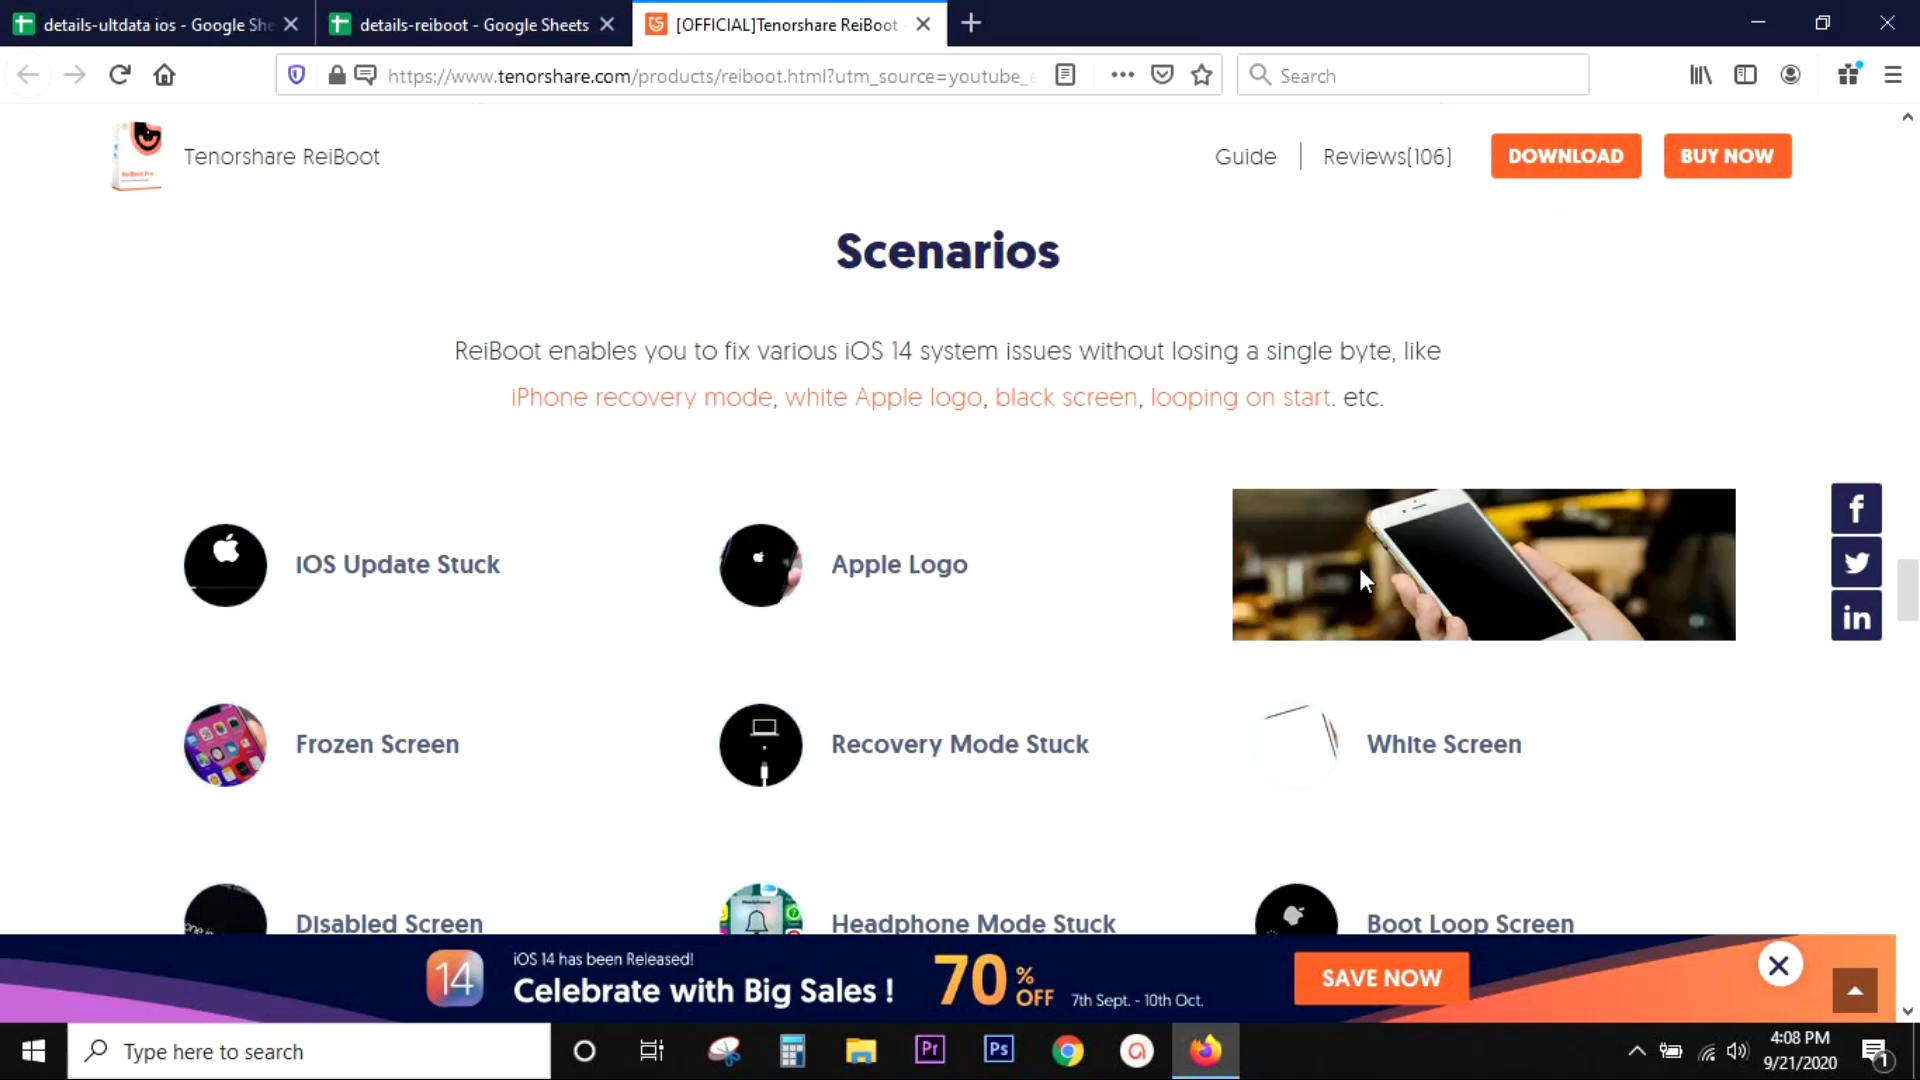 details-ultdata ios - Google She
details-reiboot - Google Sheets
[OFFICIAL]Tenorshare ReiBoot
https://www.tenorshare.com/products/reiboot.html?utm_source=youtube_e
Search
Tenorshare ReiBoot
Guide
Reviews[106]
DOWNLOAD
BUY NOW
Scenarios
ReiBoot enables you to fix various iOS 14 system issues without losing a single byte, like
iPhone recovery mode, white Apple logo, black screen, looping on start. etc.
iOS Update Stuck
Apple Logo
Frozen Screen
Recovery Mode Stuck
White Screen
Disabled Screen
Headphone Mode Stuck
Boot Loop Screen
14
iOS 14 has been Released!
Celebrate with Big Sales !
70% OFF
7th Sept. - 10th Oct.
SAVE NOW
f
in
Type here to search
Pr
Ps
4:08 PM
9/21/2020
1